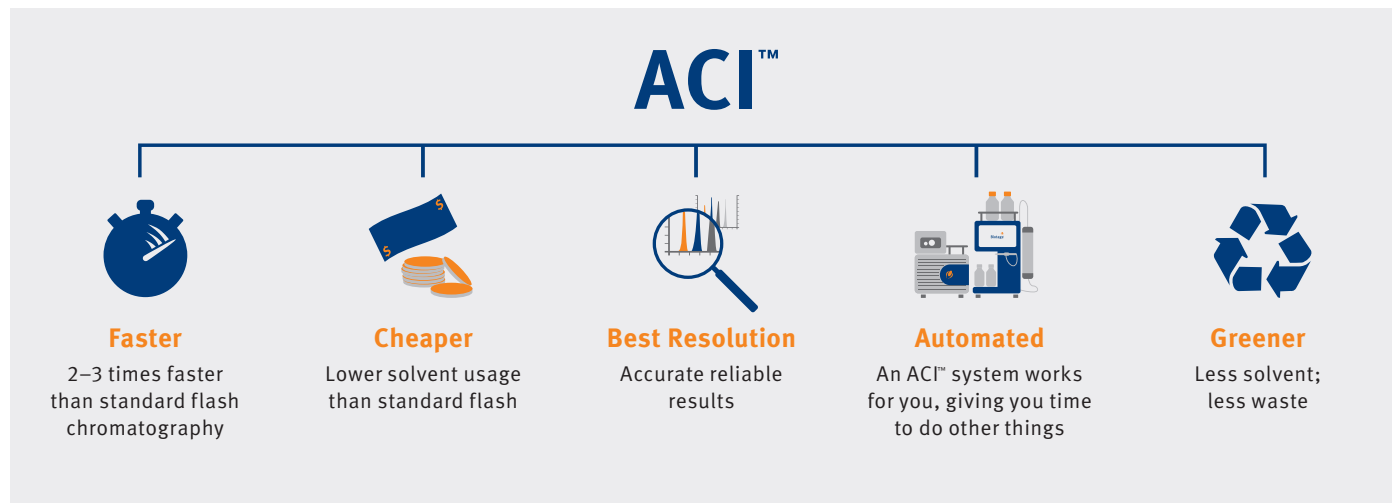 ACI™
Faster
2–3 times faster
than standard flash
chromatography
Cheaper
Lower solvent usage
than standard flash
Best Resolution
Accurate reliable
results
Biotage
Automated
An ACI™ system works
for you, giving you time
to do other things
Greener
Less solvent;
less waste